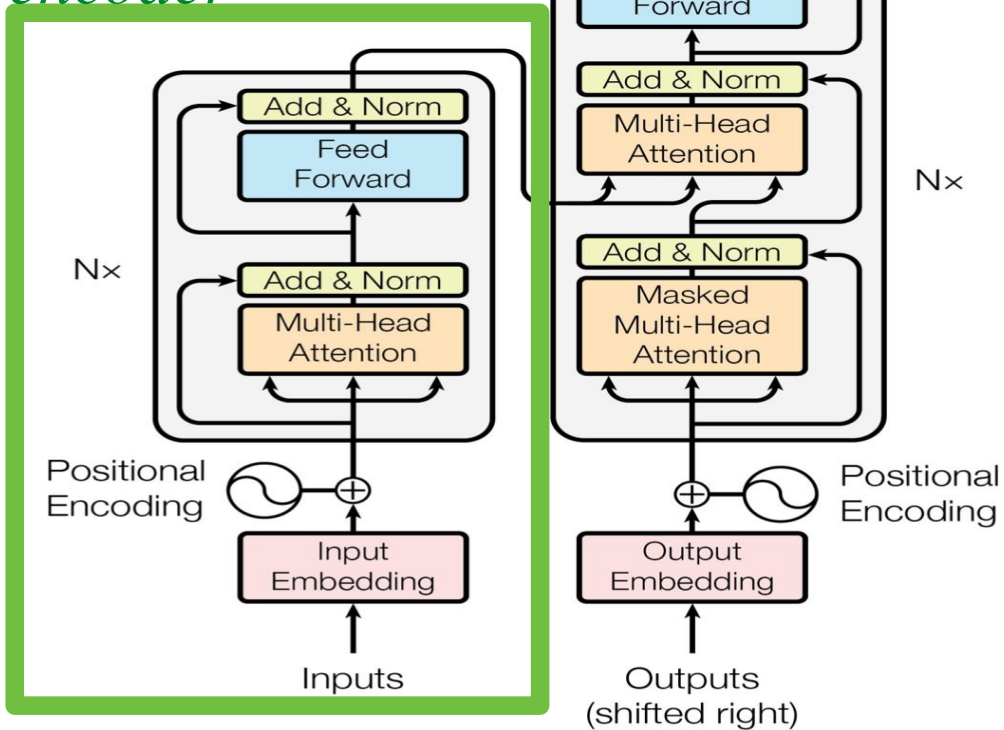 encoder
Add & Norm
Feed
Forward
Nx
Add & Norm
Multi-Head
Attention
Positional
Encoding
Input
Embedding
Inputs
Forward
Add & Norm
Multi-Head
Attention
Nx
Add & Norm
Masked
Multi-Head
Attention
Positional
Encoding
Output
Embedding
Outputs
(shifted right)